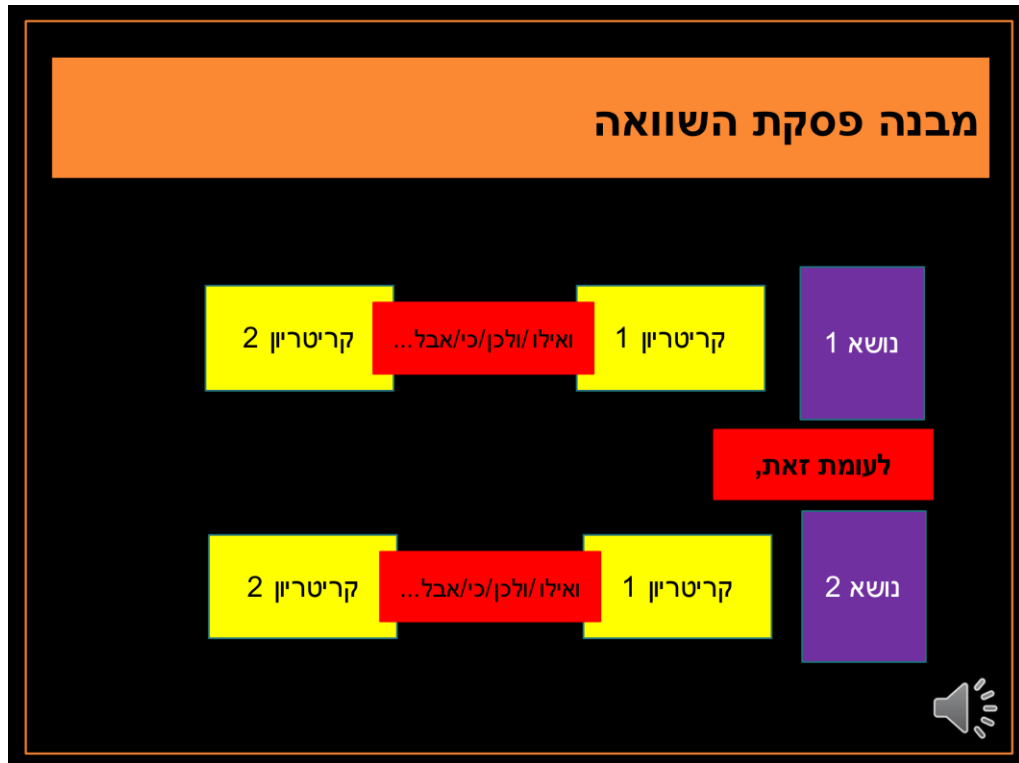 מבנה פסקת השוואה
נושא 1
קריטריון 1
ואילו /ולכן/כי/אבל...
קריטריון 2
לעומת זאת,
נושא 2
קריטריון 1
ואילו /ולכן/כי/אבל...
קריטריון 2